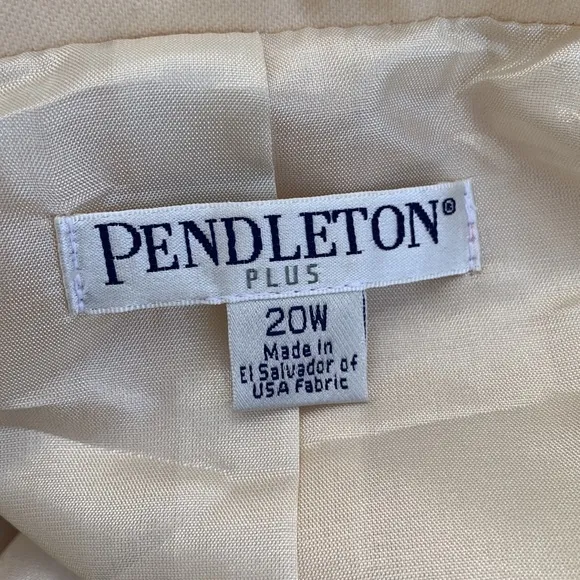 PENDLETON®
PLUS
20W
Made in
El Salvador of
USA Fabric